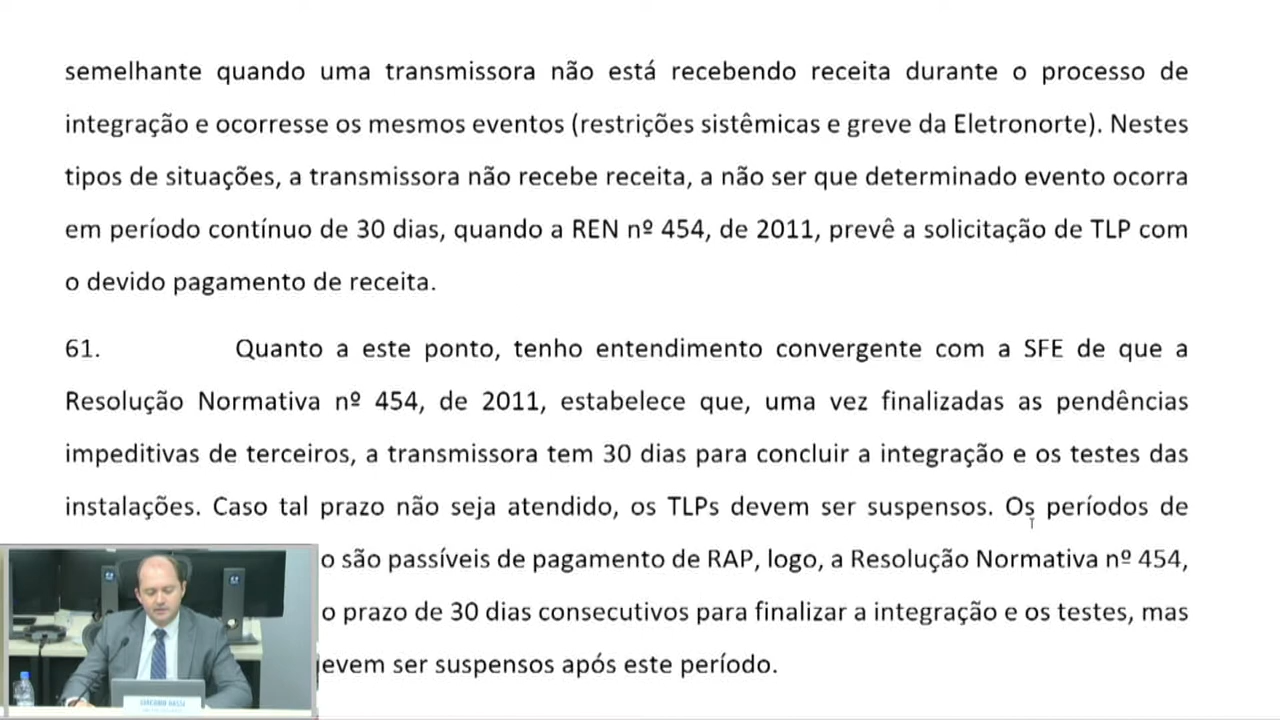 semelhante quando uma transmissora não está recebendo receita durante o processo de
integração e ocorresse os mesmos eventos (restrições sistêmicas e greve da Eletronorte). Nestes
tipos de situações, a transmissora não recebe receita, a não ser que determinado evento ocorra
em período contínuo de 30 dias, quando a REN nº 454, de 2011, prevê a solicitação de TLP com
o devido pagamento de receita.
61. Quanto a este ponto, tenho entendimento convergente com a SFE de que a
Resolução Normativa nº 454, de 2011, estabelece que, uma vez finalizadas as pendências
impeditivas de terceiros, a transmissora tem 30 dias para concluir a integração e os testes das
instalações. Caso tal prazo não seja atendido, os TLPs devem ser suspensos. Os períodos de
o são passíveis de pagamento de RAP, logo, a Resolução Normativa nº 454,
o prazo de 30 dias consecutivos para finalizar a integração e os testes, mas
evem ser suspensos após este período.